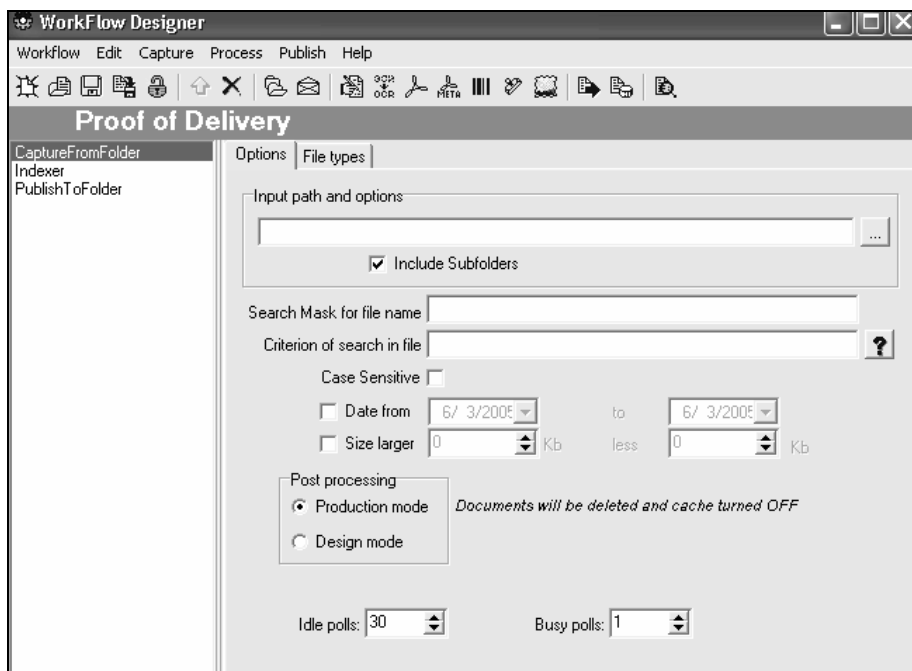 WorkFlow Designer
Workflow Edit Capture Process Publish Help
OCR OCR META
Proof of Delivery
CaptureFromFolder
Indexer
PublishToFolder
Options File types
Input path and options
...
Include Subfolders
Search Mask for file name
Criterion of search in file ?
Case Sensitive
Date from 6/ 3/2005 to 6/ 3/2005
Size larger 0 Kb less 0 Kb
Post processing
Production mode Documents will be deleted and cache turned OFF
Design mode
Idle polls: 30 Busy polls: 1